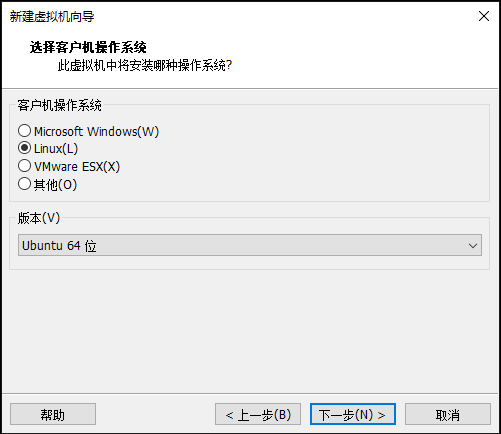 新建虚拟机向导
选择客户机操作系统
此虚拟机中将安装哪种操作系统?
客户机操作系统
Microsoft Windows(W)
Linux(L)
VMware ESX(X)
其他(O)
版本(V)
Ubuntu 64 位
帮助
< 上一步(B)
下一步(N) >
取消